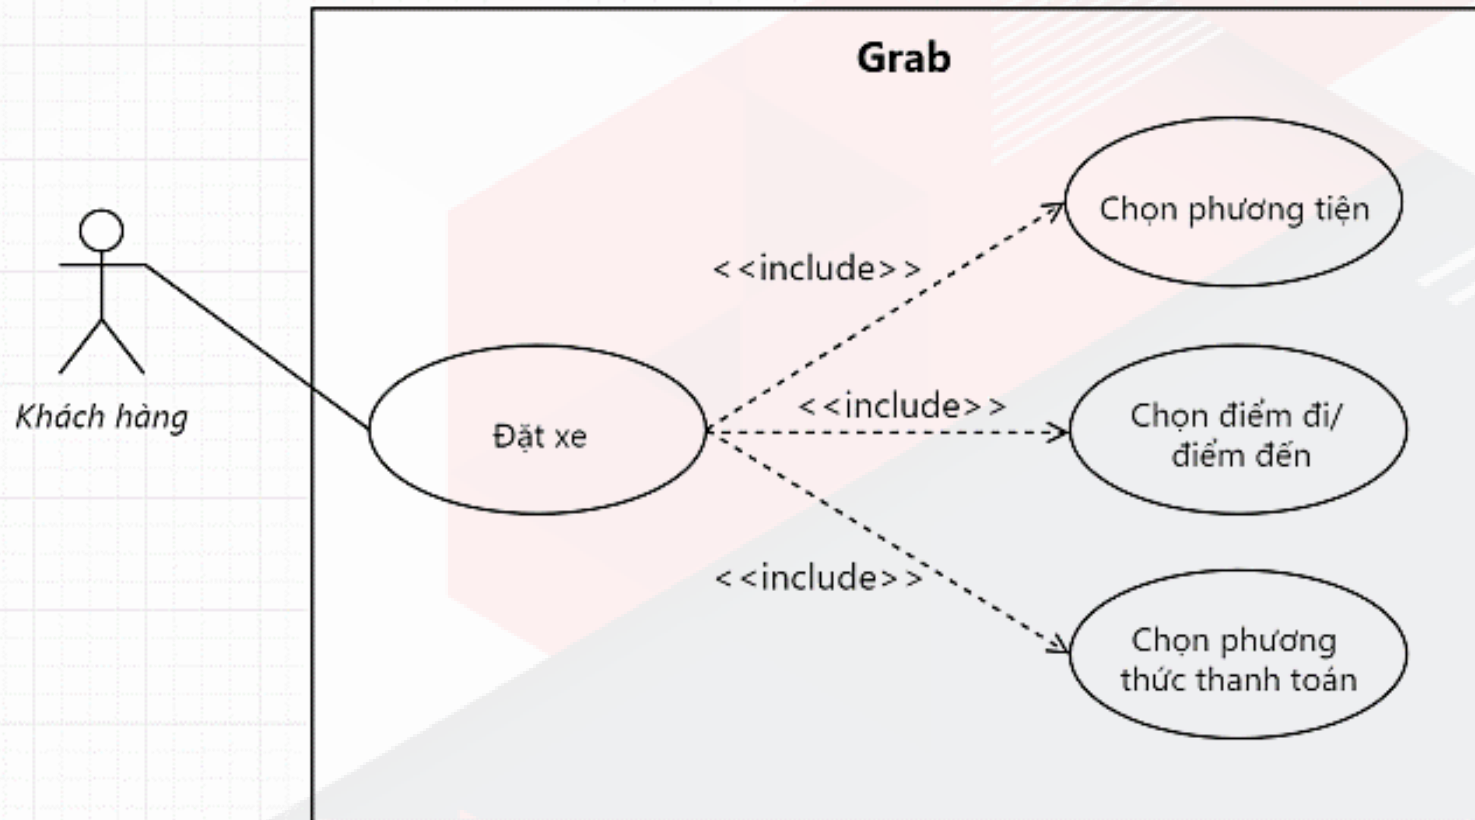 Grab
Chọn phương tiện
<<include>>
Khách hàng
<<include>>
Đặt xe
Chọn điểm đi/
điểm đến
<<include>>
Chọn phương
thức thanh toán